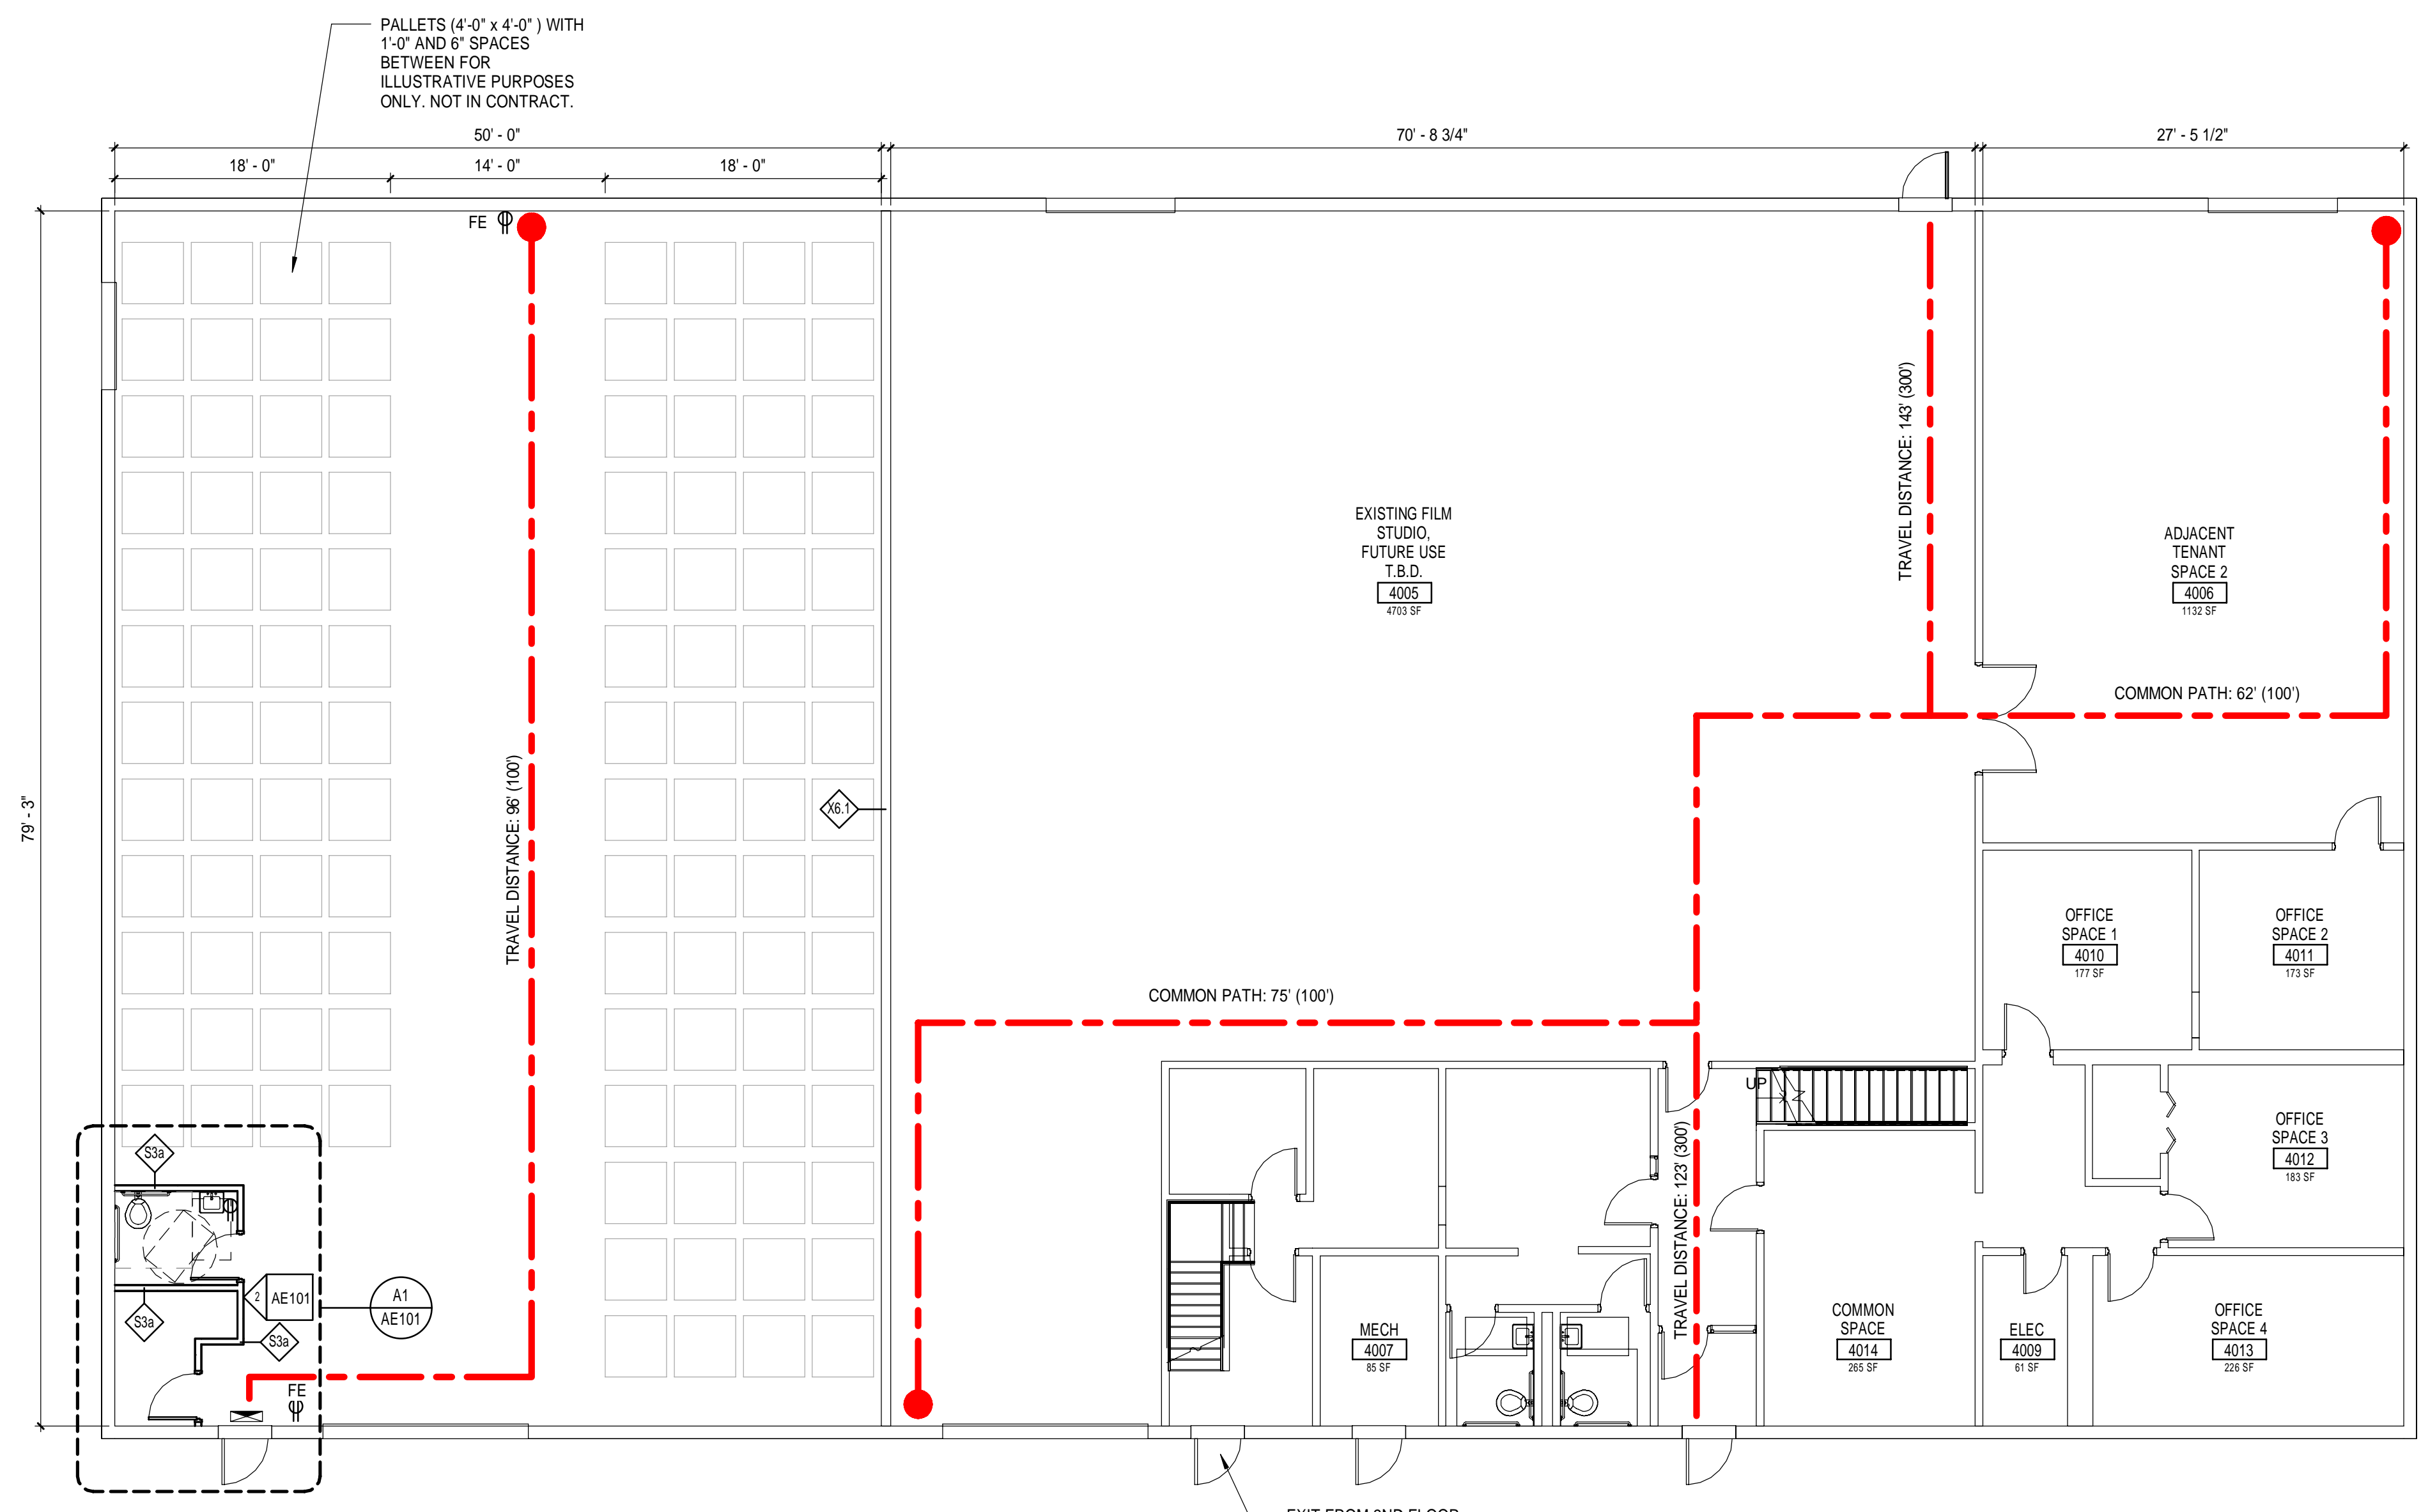 PALLETS (4'-0" x 4'-0" ) WITH
1'-0" AND 6" SPACES
BETWEEN FOR
ILLUSTRATIVE PURPOSES
ONLY. NOT IN CONTRACT.
50' - 0"
70' - 8 3/4"
27' - 5 1/2"
18' - 0"
14' - 0"
18' - 0"
FE
79' - 3"
TRAVEL DISTANCE: 96' (100')
X6.1
EXISTING FILM
STUDIO,
FUTURE USE
T.B.D.
4005
4703 SF
TRAVEL DISTANCE: 143' (300')
ADJACENT
TENANT
SPACE 2
4006
1132 SF
COMMON PATH: 62' (100')
COMMON PATH: 75' (100')
OFFICE
SPACE 1
4010
177 SF
OFFICE
SPACE 2
4011
173 SF
UP
TRAVEL DISTANCE: 123' (300')
OFFICE
SPACE 3
4012
183 SF
S3a
2
AE101
A1
AE101
S3a
S3a
FE
MECH
4007
85 SF
COMMON
SPACE
4014
265 SF
ELEC
4009
61 SF
OFFICE
SPACE 4
4013
226 SF
EXIT FROM 2ND FLOOR